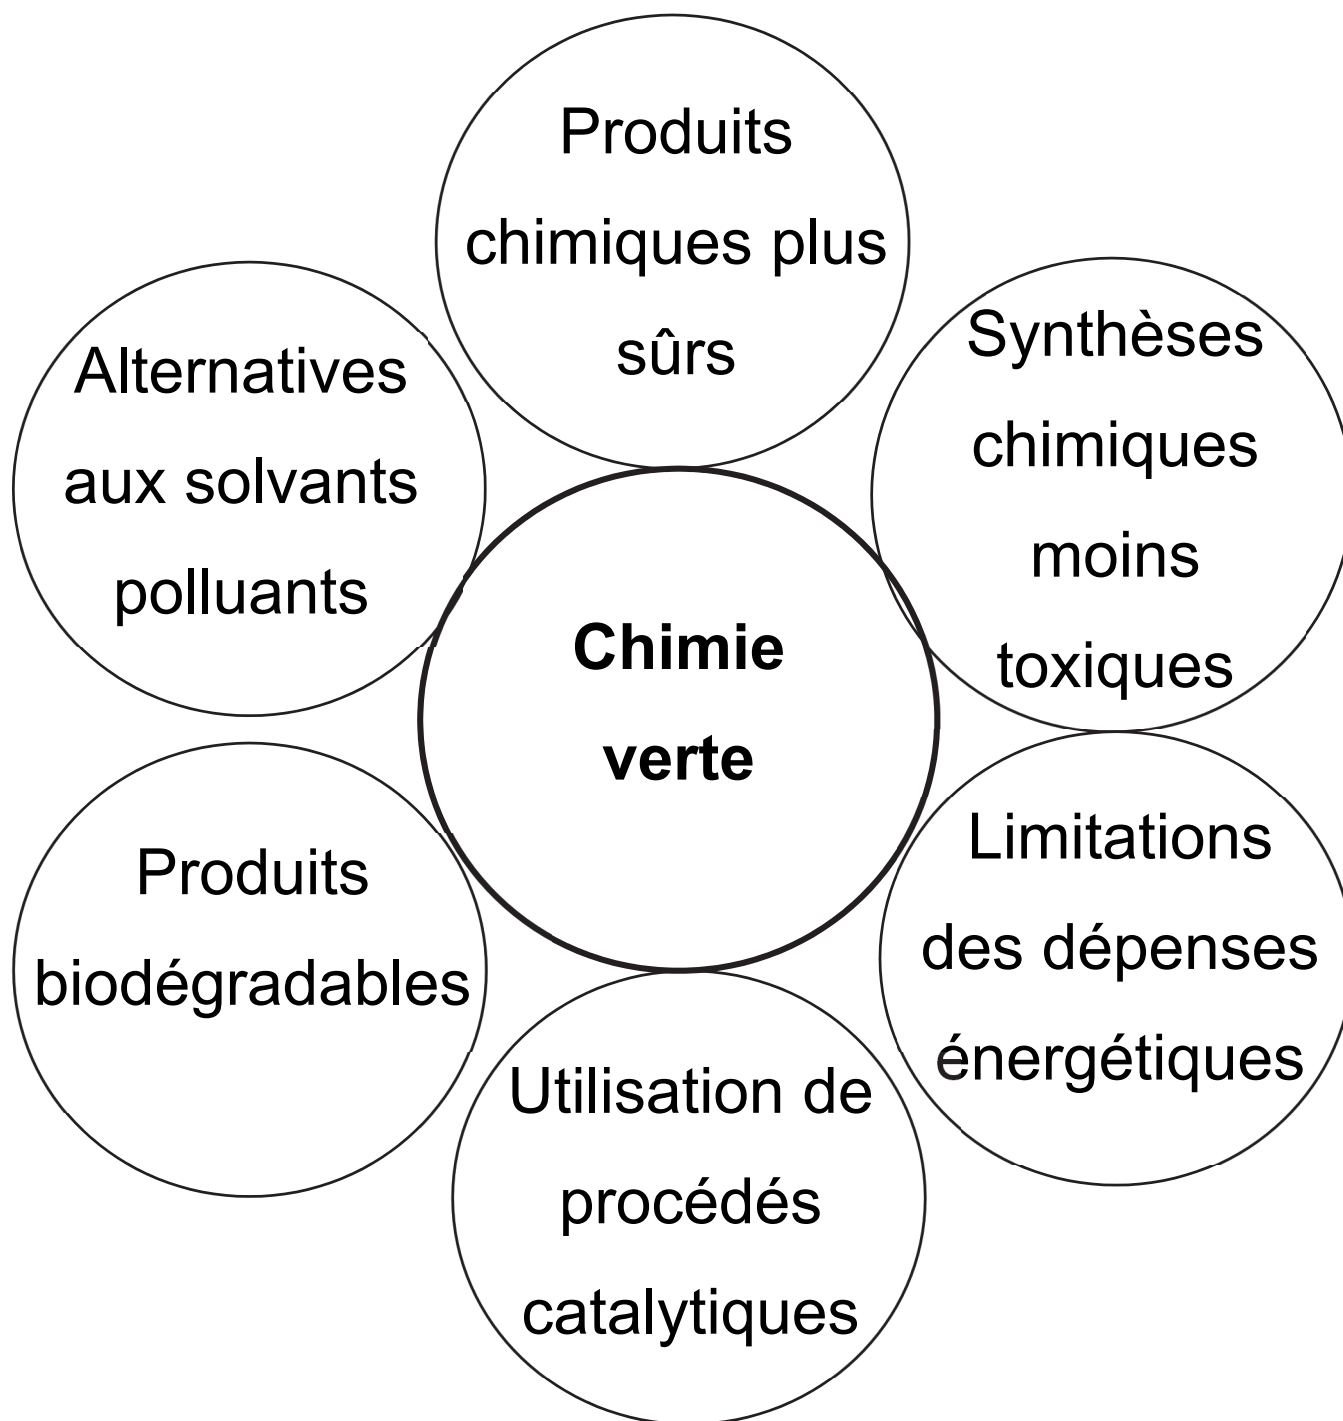 Produits
chimiques plus
sûrs
Alternatives
aux solvants
polluants
Synthèses
chimiques
moins
toxiques
Chimie
verte
Produits
biodégradables
Limitations
des dépenses
énergétiques
Utilisation de
procédés
catalytiques